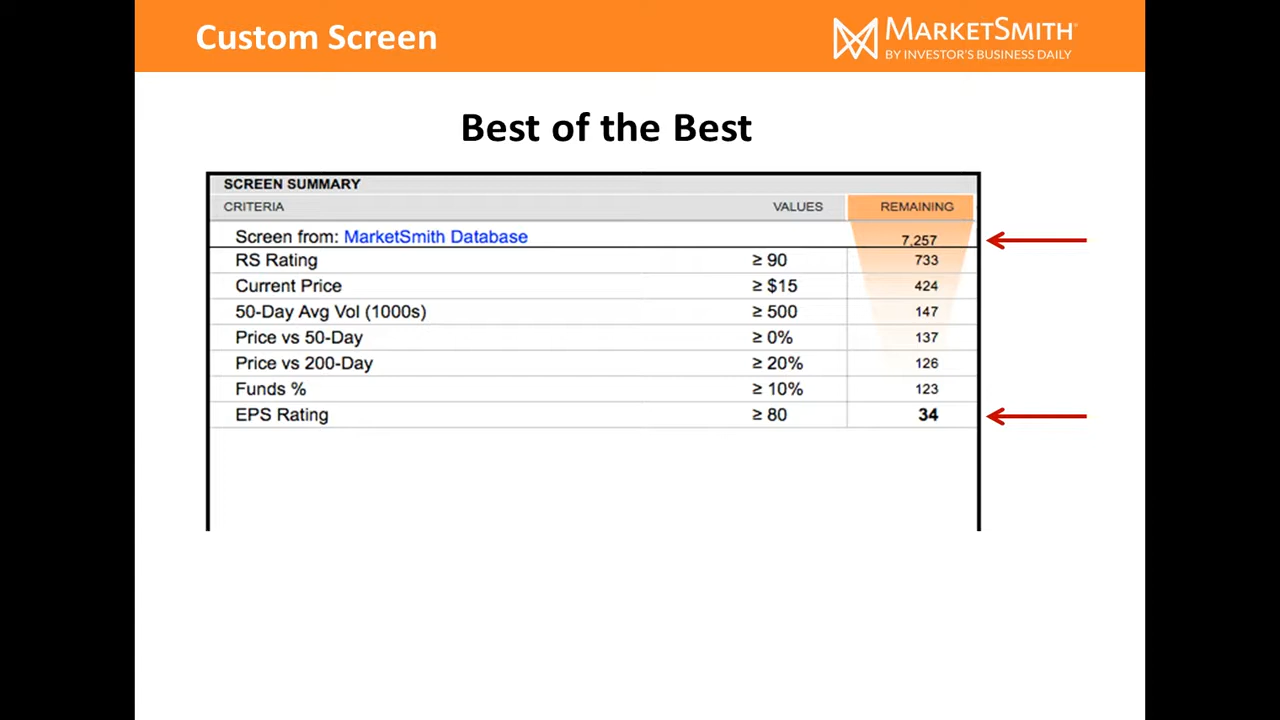 Custom Screen
MARKETSMITH
BY INVESTOR'S BUSINESS DAILY
Best of the Best
SCREEN SUMMARY
CRITERIA VALUES REMAINING
Screen from: MarketSmith Database 7,257
RS Rating ≥ 90 733
Current Price ≥ $15 424
50-Day Avg Vol (1000s) ≥ 500 147
Price vs 50-Day ≥ 0% 137
Price vs 200-Day ≥ 20% 126
Funds % ≥ 10% 123
EPS Rating ≥ 80 34